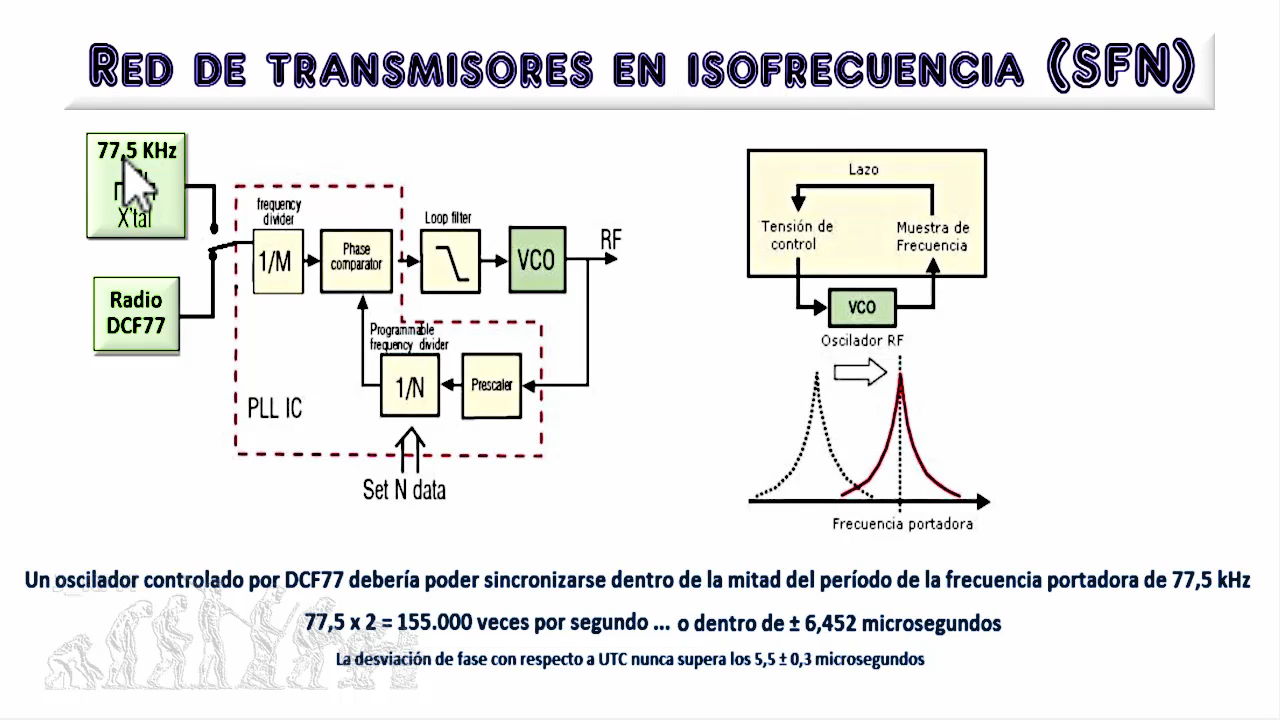 RED DE TRANSMISORES EN ISOFRECUENCIA (SFN)
77,5 KHz
X'tal
Radio
DCF77
frequency
divider
1/M
Phase
comparator
Loop filter
VCO
RF
Programmable
frequency divider
1/N
Prescaler
PLL IC
Set N data
Lazo
Tensión de
control
Muestra de
Frecuencia
VCO
Oscilador RF
Frecuencia portadora
Un oscilador controlado por DCF77 debería poder sincronizarse dentro de la mitad del período de la frecuencia portadora de 77,5 kHz
77,5 x 2 = 155.000 veces por segundo ... o dentro de ± 6,452 microsegundos
La desviación de fase con respecto a UTC nunca supera los 5,5 ± 0,3 microsegundos